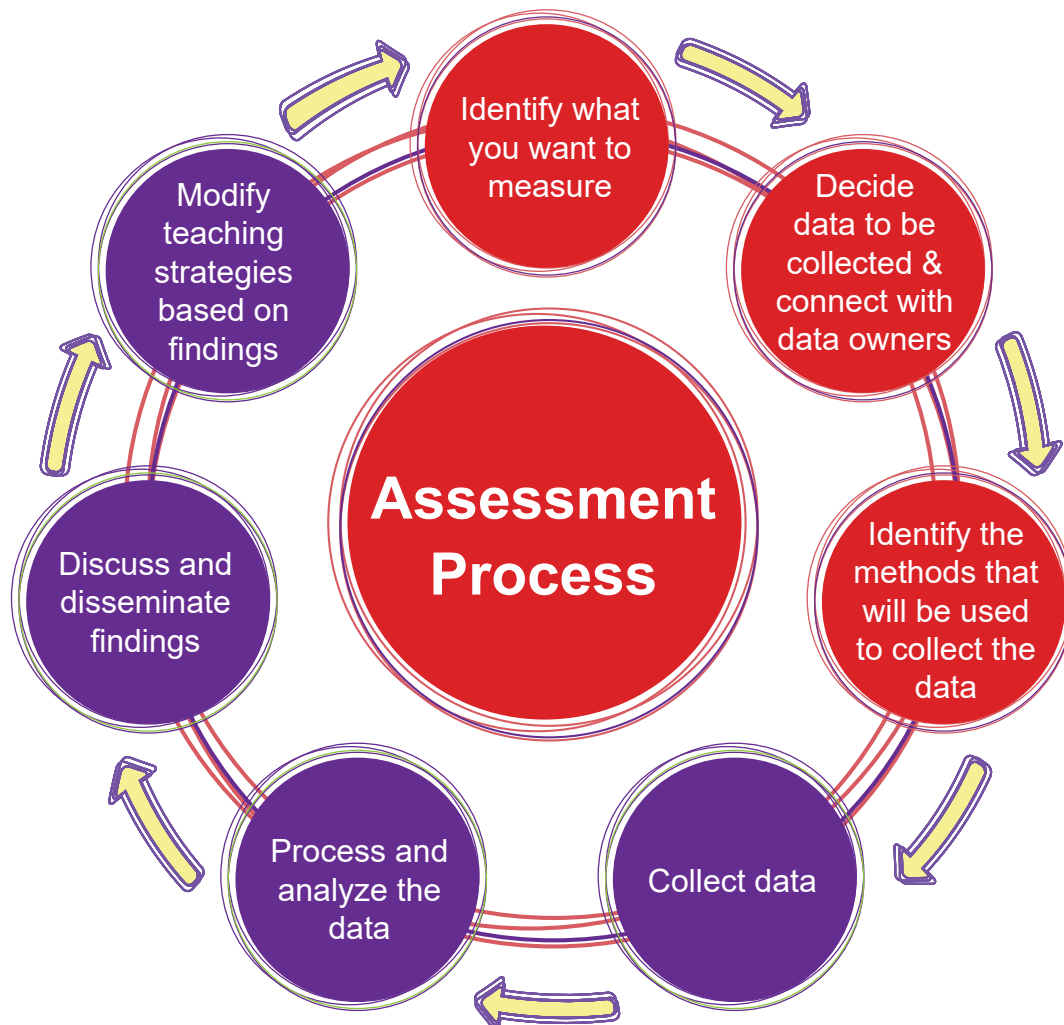 Identify what
you want to
measure
Decide
data to be
collected &
connect with
data owners
Identify the
methods that
will be used
to collect the
data
Collect data
Process and
analyze the
data
Discuss and
disseminate
findings
Modify
teaching
strategies
based on
findings
Assessment
Process